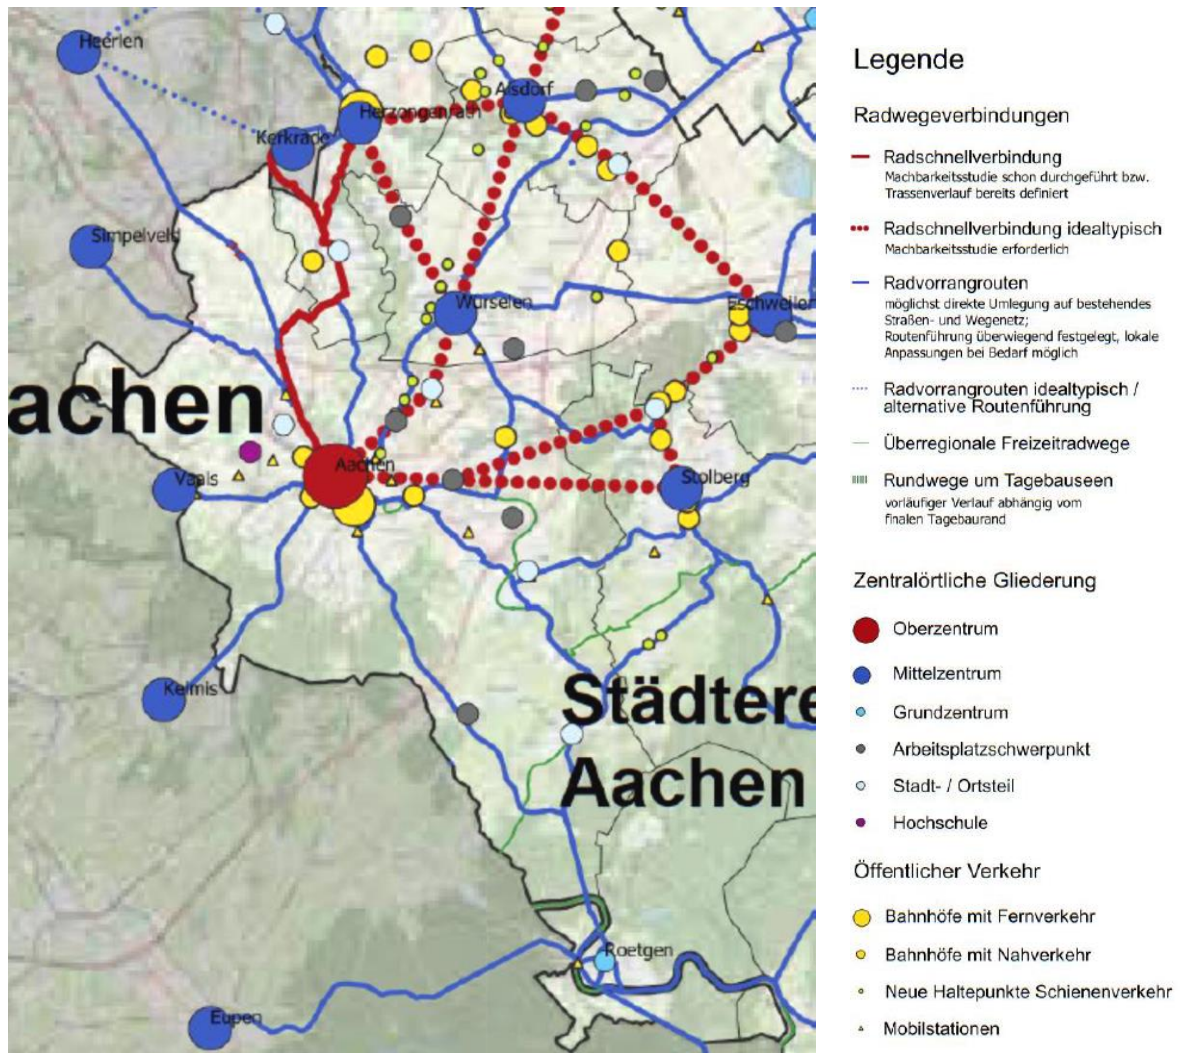 Heerlen
Alsdorf
Herzongenrath
Kerkrade
Simpelveld
Würselen
Eschweiler
achen
Aachen
Vaals
Stolberg
Kelmis
Städtere
Aachen
Roetgen
Eupen
Legende
Radwegeverbindungen
Radschnellverbindung
Machbarkeitsstudie schon durchgeführt bzw.
Trassenverlauf bereits definiert
Radschnellverbindung idealtypisch
Machbarkeitsstudie erforderlich
Radvorrangrouten
möglichst direkte Umlegung auf bestehendes
Straßen- und Wegenetz;
Routenführung überwiegend festgelegt, lokale
Anpassungen bei Bedarf möglich
Radvorrangrouten idealtypisch /
alternative Routenführung
Überregionale Freizeitradwege
Rundwege um Tagebauseen
vorläufiger Verlauf abhängig vom
finalen Tagebaurand
Zentralörtliche Gliederung
Oberzentrum
Mittelzentrum
Grundzentrum
Arbeitsplatzschwerpunkt
Stadt- / Ortsteil
Hochschule
Öffentlicher Verkehr
Bahnhöfe mit Fernverkehr
Bahnhöfe mit Nahverkehr
Neue Haltepunkte Schienenverkehr
Mobilstationen